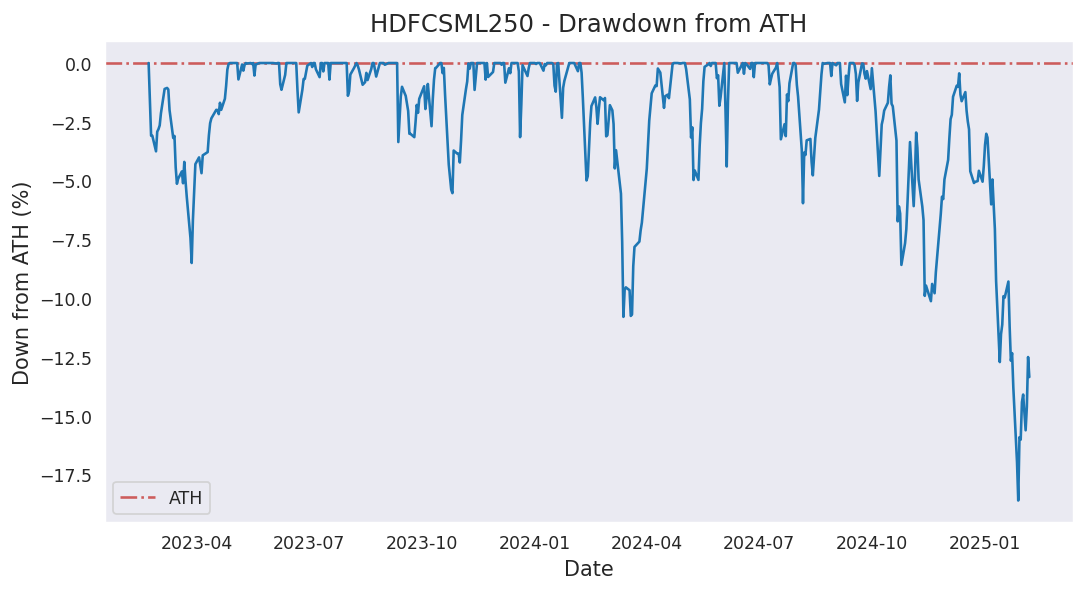 HDFCSML250 - Drawdown from ATH
Down from ATH (%)
0.0
−2.5
−5.0
−7.5
−10.0
−12.5
−15.0
−17.5
ATH
2023-04 2023-07 2023-10 2024-01 2024-04 2024-07 2024-10 2025-01
Date